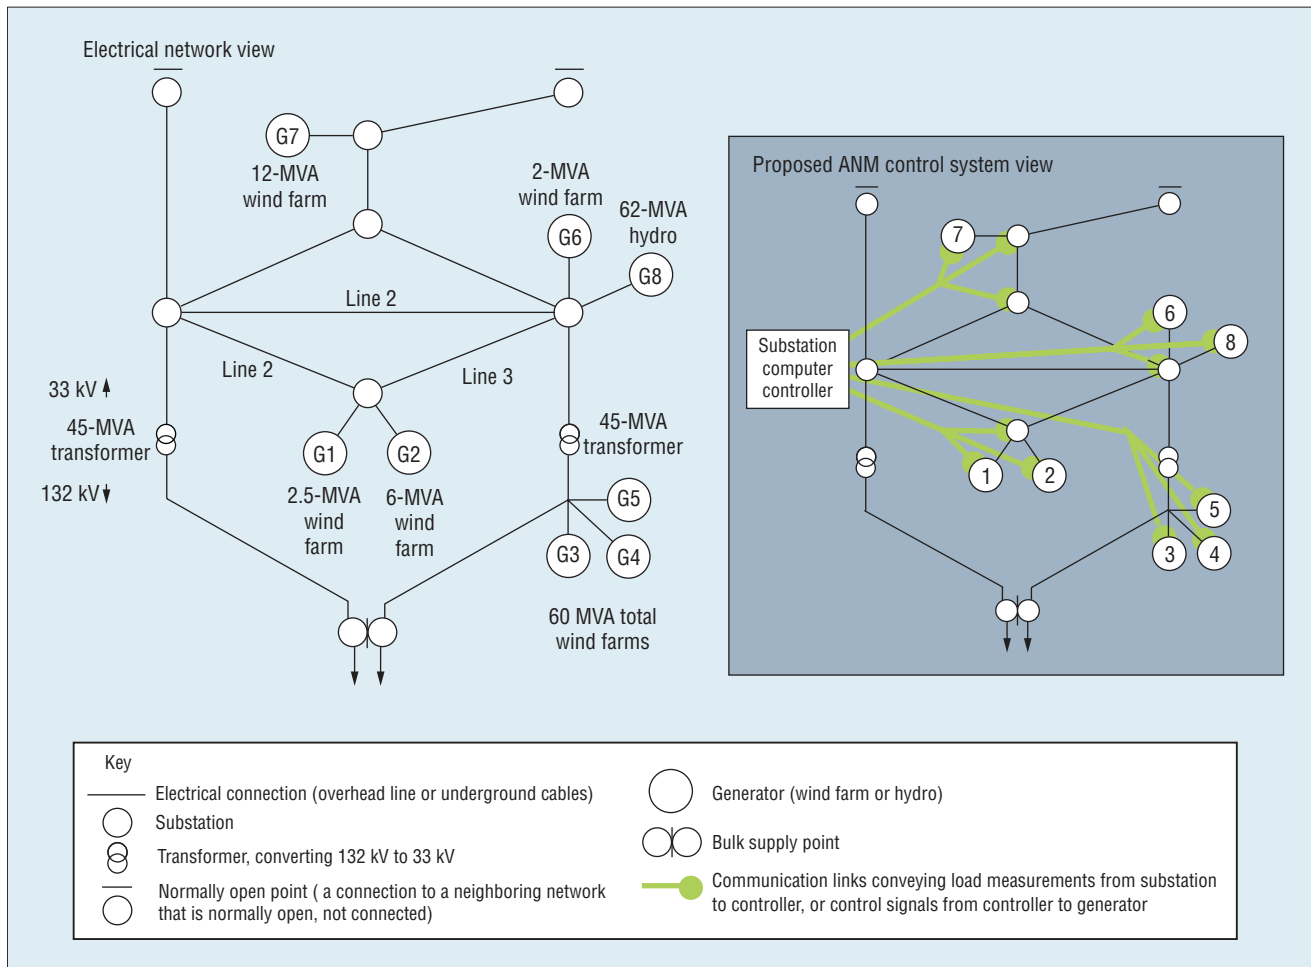 Electrical network view
G7
12-MVA
wind farm
2-MVA
wind farm
G6
62-MVA
hydro
G8
Line 2
Line 2
Line 3
33 kV
45-MVA
transformer
132 kV
G1
G2
2.5-MVA
wind
farm
6-MVA
wind
farm
45-MVA
transformer
G5
G3
G4
60 MVA total
wind farms
Proposed ANM control system view
7
6
8
Substation
computer
controller
1
2
5
3
4
Key
Electrical connection (overhead line or underground cables)
Substation
Transformer, converting 132 kV to 33 kV
Normally open point ( a connection to a neighboring network
that is normally open, not connected)
Generator (wind farm or hydro)
Bulk supply point
Communication links conveying load measurements from substation
to controller, or control signals from controller to generator